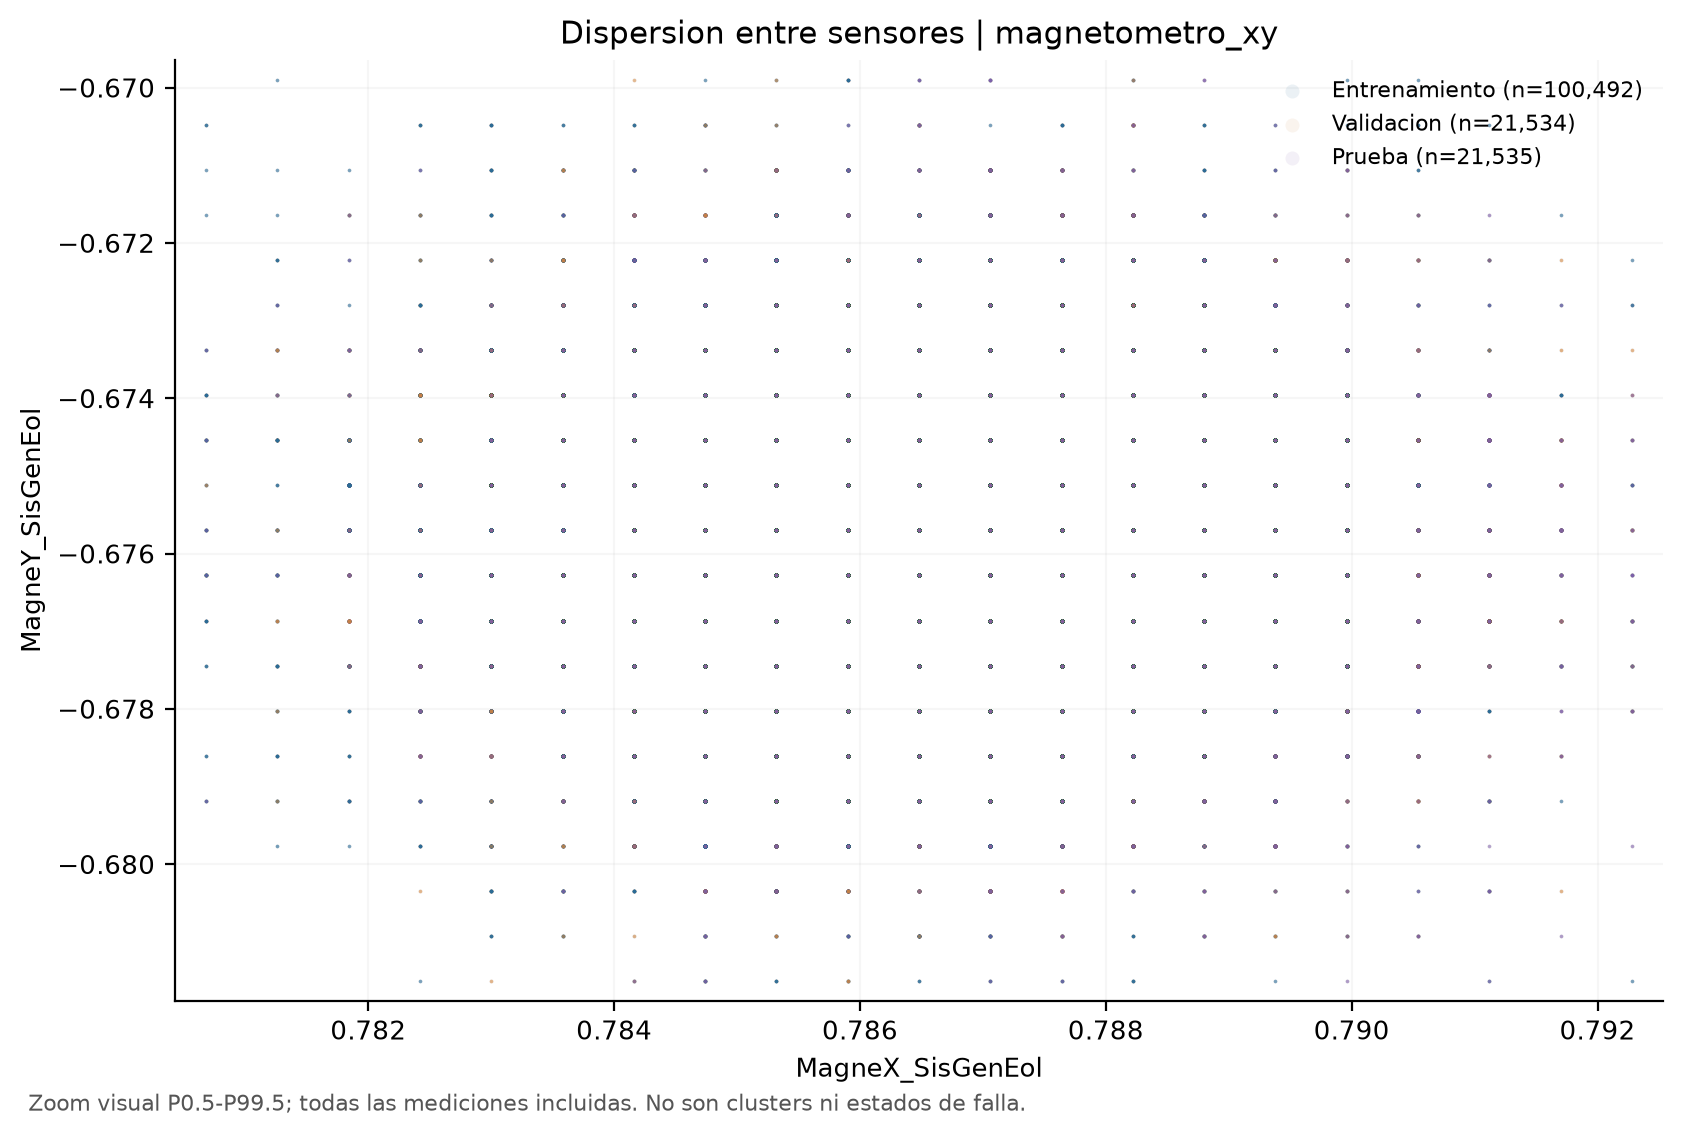 Dispersion entre sensores | magnetometro_xy
Entrenamiento (n=100,492)
Validacion (n=21,534)
Prueba (n=21,535)
MagneY_SisGenEol
−0.670
−0.672
−0.674
−0.676
−0.678
−0.680
0.782
0.784
0.786
0.788
0.790
0.792
MagneX_SisGenEol
Zoom visual P0.5-P99.5; todas las mediciones incluidas. No son clusters ni estados de falla.